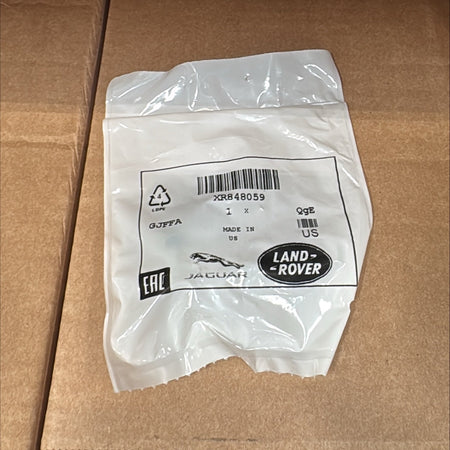 XR848059
4
LDPE
1 X
QgE
GJFFA
MADE IN
US
US
EAC
JAGUAR
LAND-
-ROVER